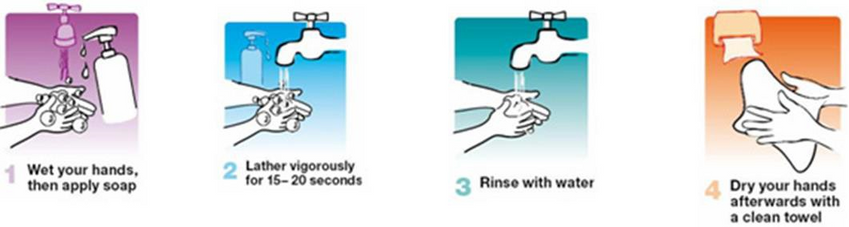 1 Wet your hands,
then apply soap
2 Lather vigorously
for 15– 20 seconds
3 Rinse with water
4 Dry your hands
afterwards with
a clean towel